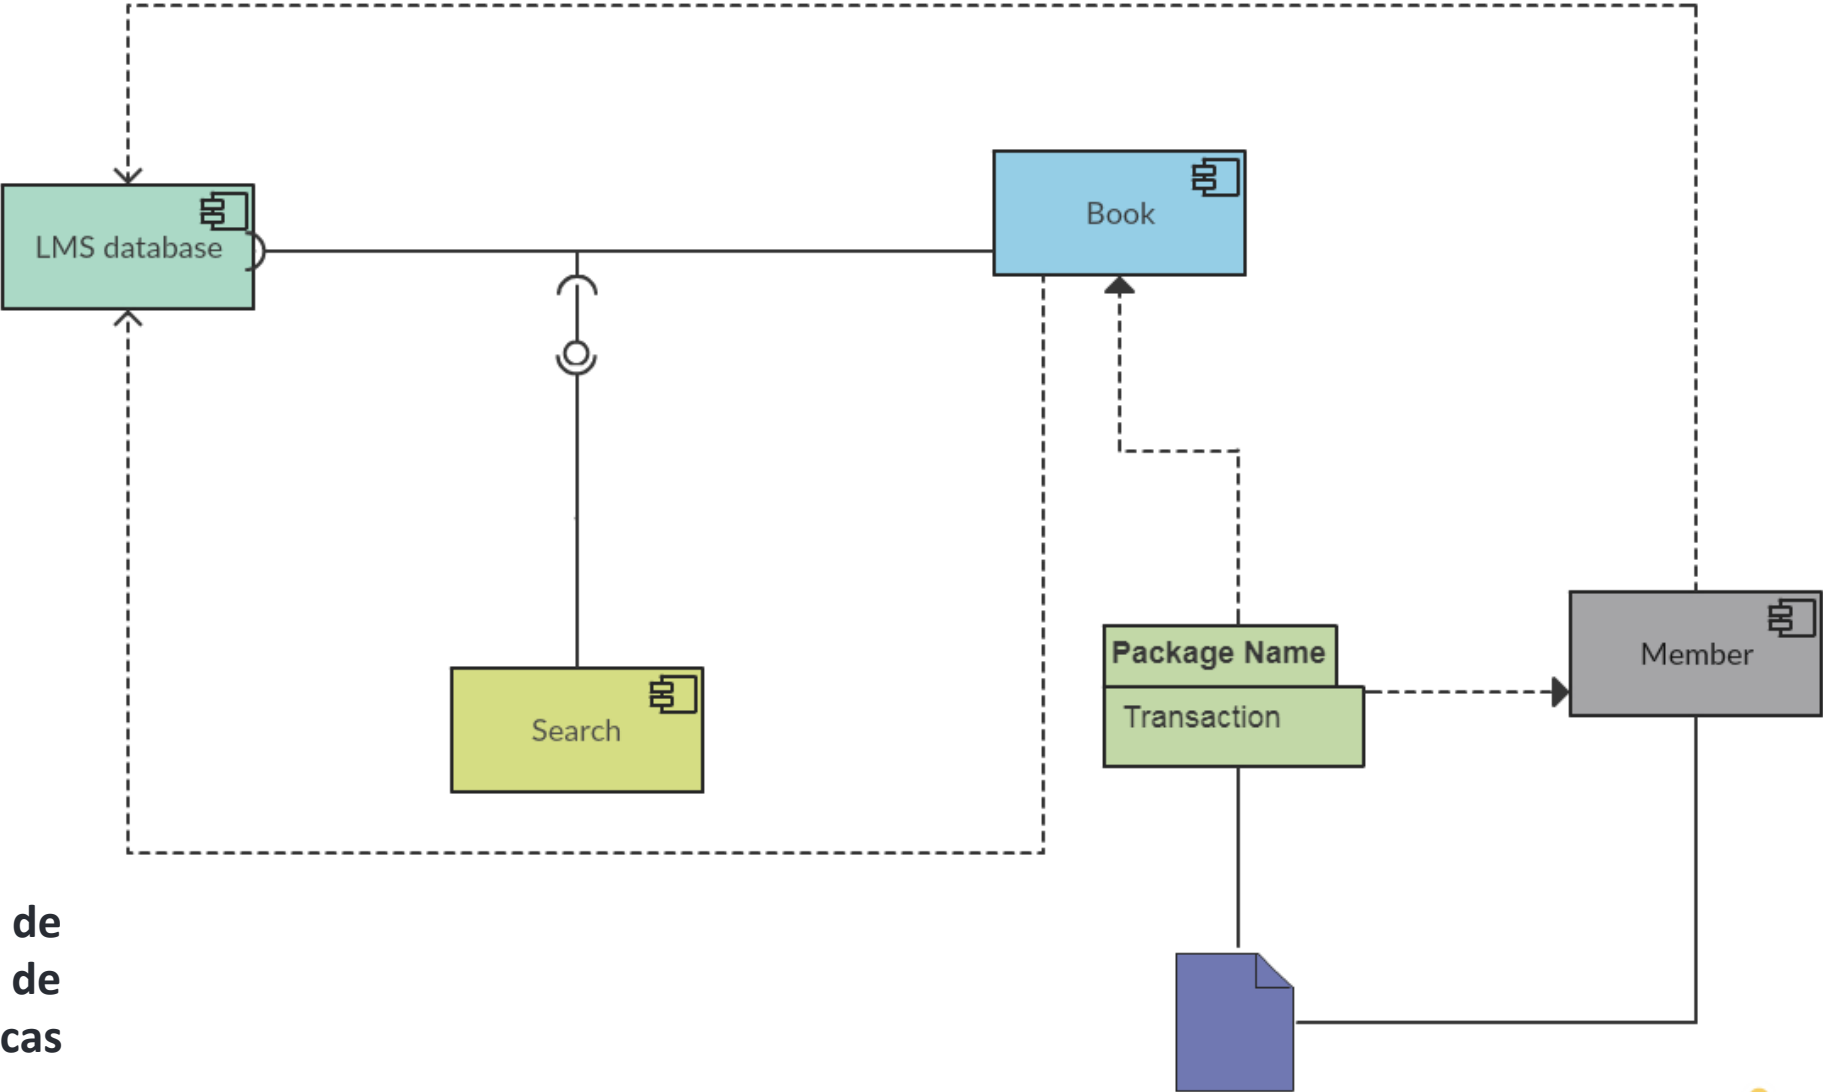 Book
LMS database
Package Name
Member
Transaction
Search
de
de
cas